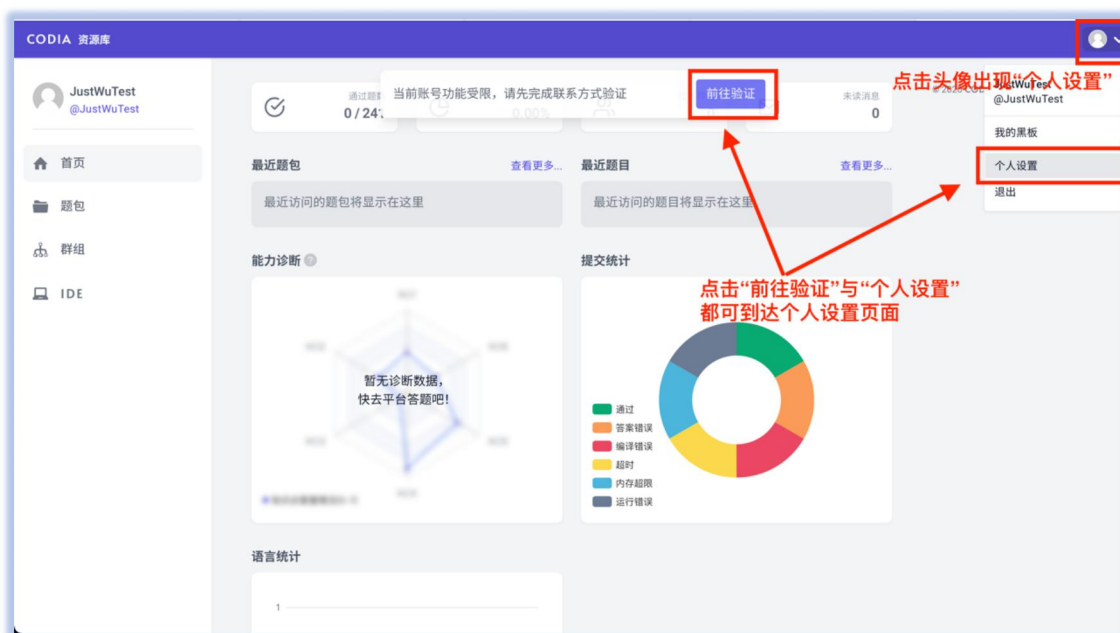 CODIA 资源库
JustWuTest
@JustWuTest
首页
题包
群组
IDE
当前账号功能受限，请先完成联系方式验证
前往验证
通过题数
0 / 241
0.00%
未读消息
0
点击头像出现“个人设置”
@JustWuTest
我的黑板
个人设置
退出
最近题包
查看更多...
最近访问的题包将显示在这里
最近题目
查看更多...
最近访问的题目将显示在这里
能力诊断
暂无诊断数据，
快去平台答题吧！
提交统计
点击“前往验证”与“个人设置”
都可到达个人设置页面
通过
答案错误
编译错误
超时
内存超限
运行错误
语言统计
1